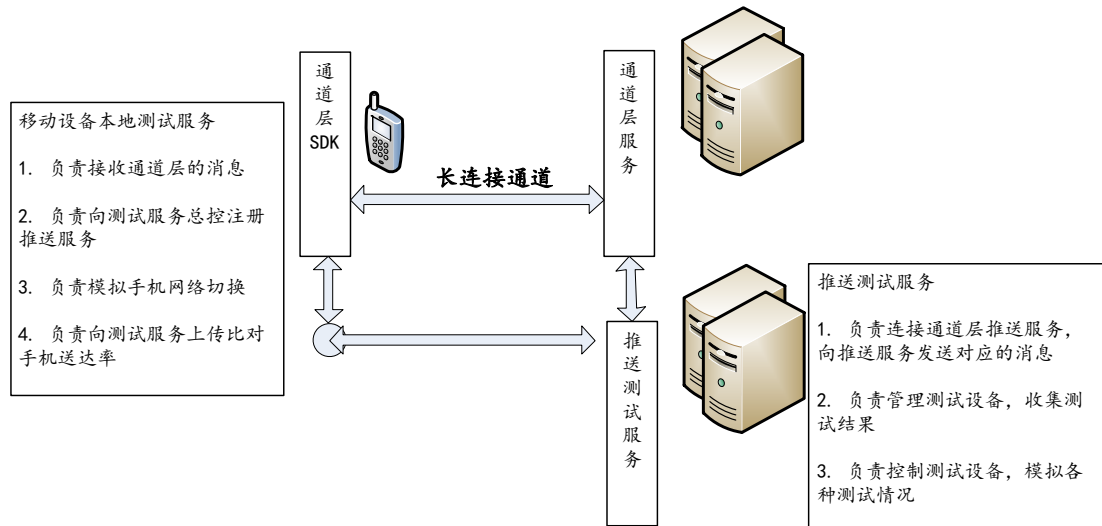 移动设备本地测试服务
1. 负责接收通道层的消息
2. 负责向测试服务总控注册
推送服务
3. 负责模拟手机网络切换
4. 负责向测试服务上传比对
手机送达率
通
道
层
SDK
长连接通道
通
道
层
服
务
推
送
测
试
服
务
推送测试服务
1. 负责连接通道层推送服务，
向推送服务发送对应的消息
2. 负责管理测试设备，收集测
试结果
3. 负责控制测试设备，模拟各
种测试情况